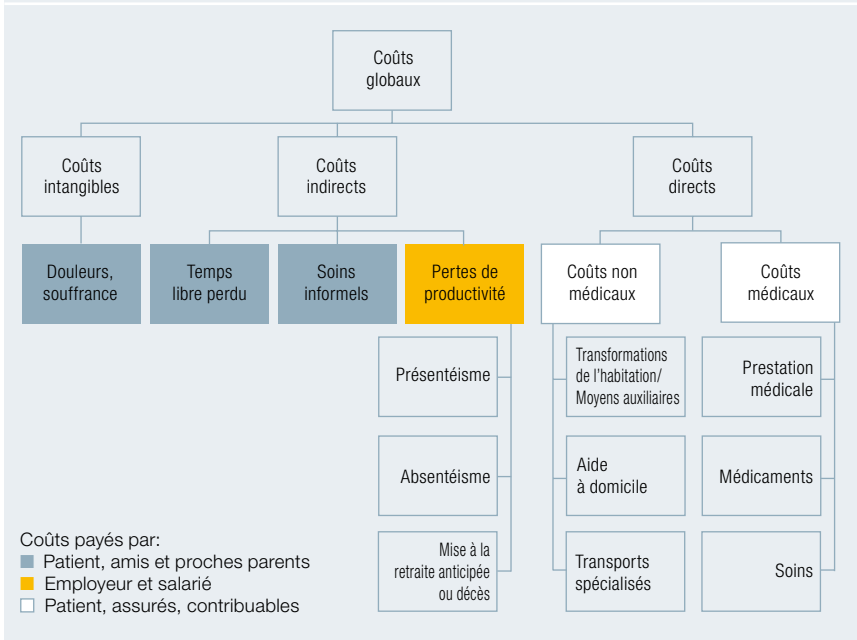 Coûts
globaux
Coûts
intangibles
Coûts
indirects
Coûts
directs
Douleurs,
souffrance
Temps
libre perdu
Soins
informels
Pertes de
productivité
Coûts non
médicaux
Coûts
médicaux
Présentéisme
Transformations
de l'habitation/
Moyens auxiliaires
Prestation
médicale
Absentéisme
Aide
à domicile
Médicaments
Mise à la
retraite anticipée
ou décès
Transports
spécialisés
Soins
Coûts payés par:
Patient, amis et proches parents
Employeur et salarié
Patient, assurés, contribuables